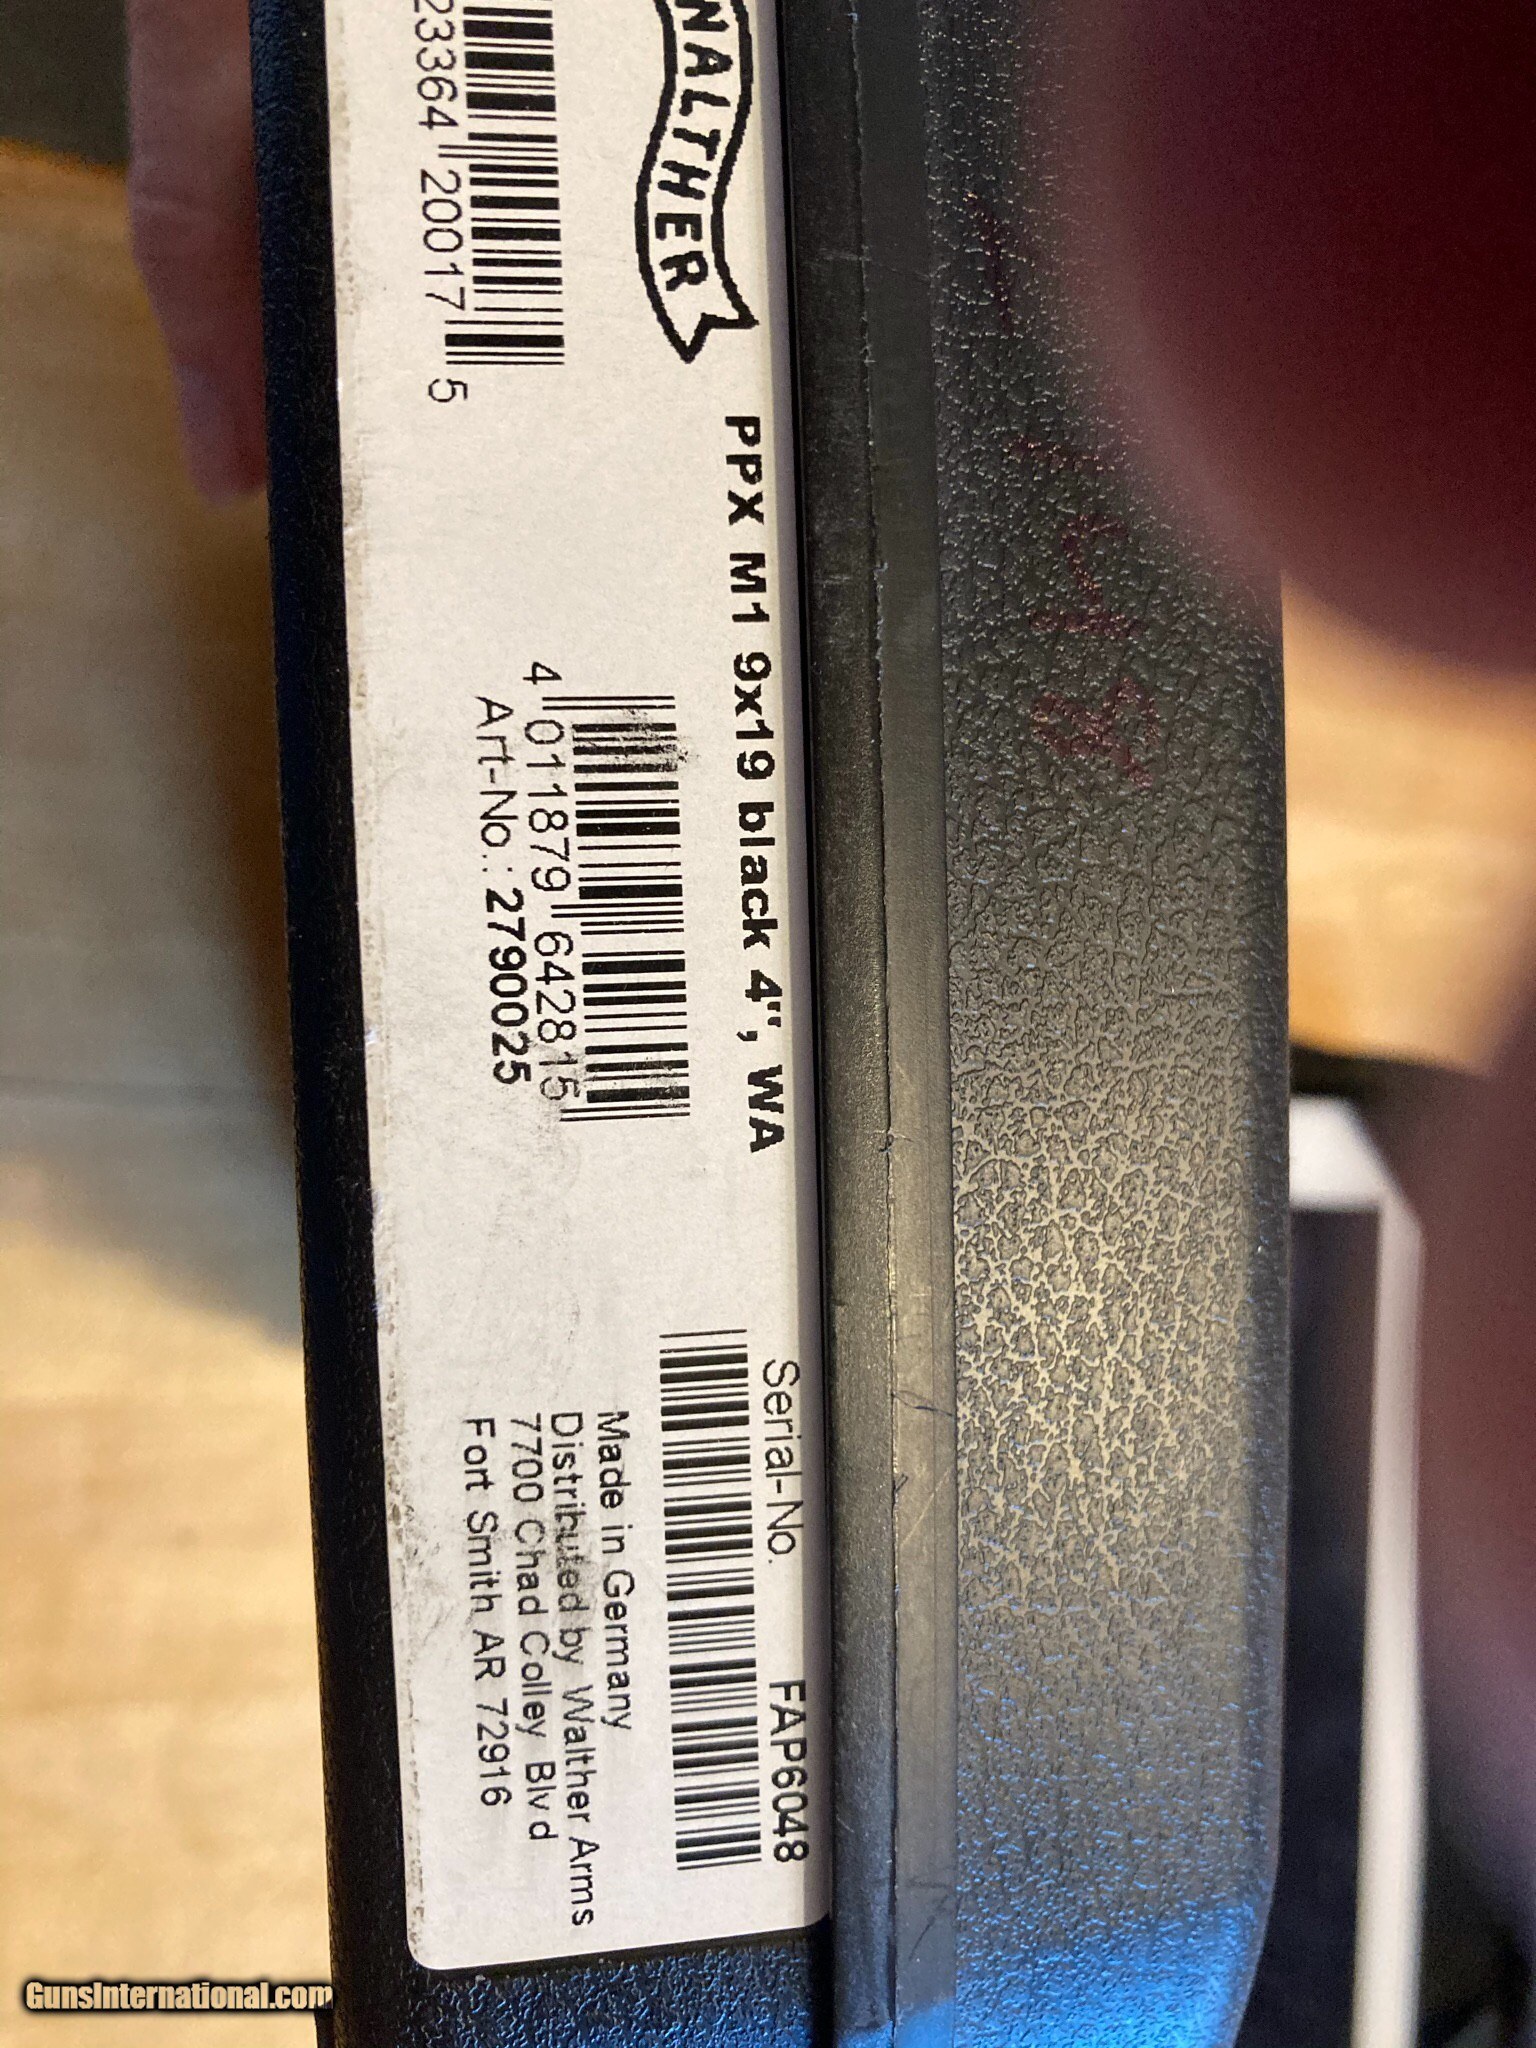 WALTHER
23364 20017 5
PPX M1 9x19 black 4", WA
4 011879 642815
Art-No.: 2790025
Serial-No. FAP6048
Made in Germany
Distributed by Walther Arms
7700 Chad Colley Blvd
Fort Smith AR 72916
GunsInternational.com